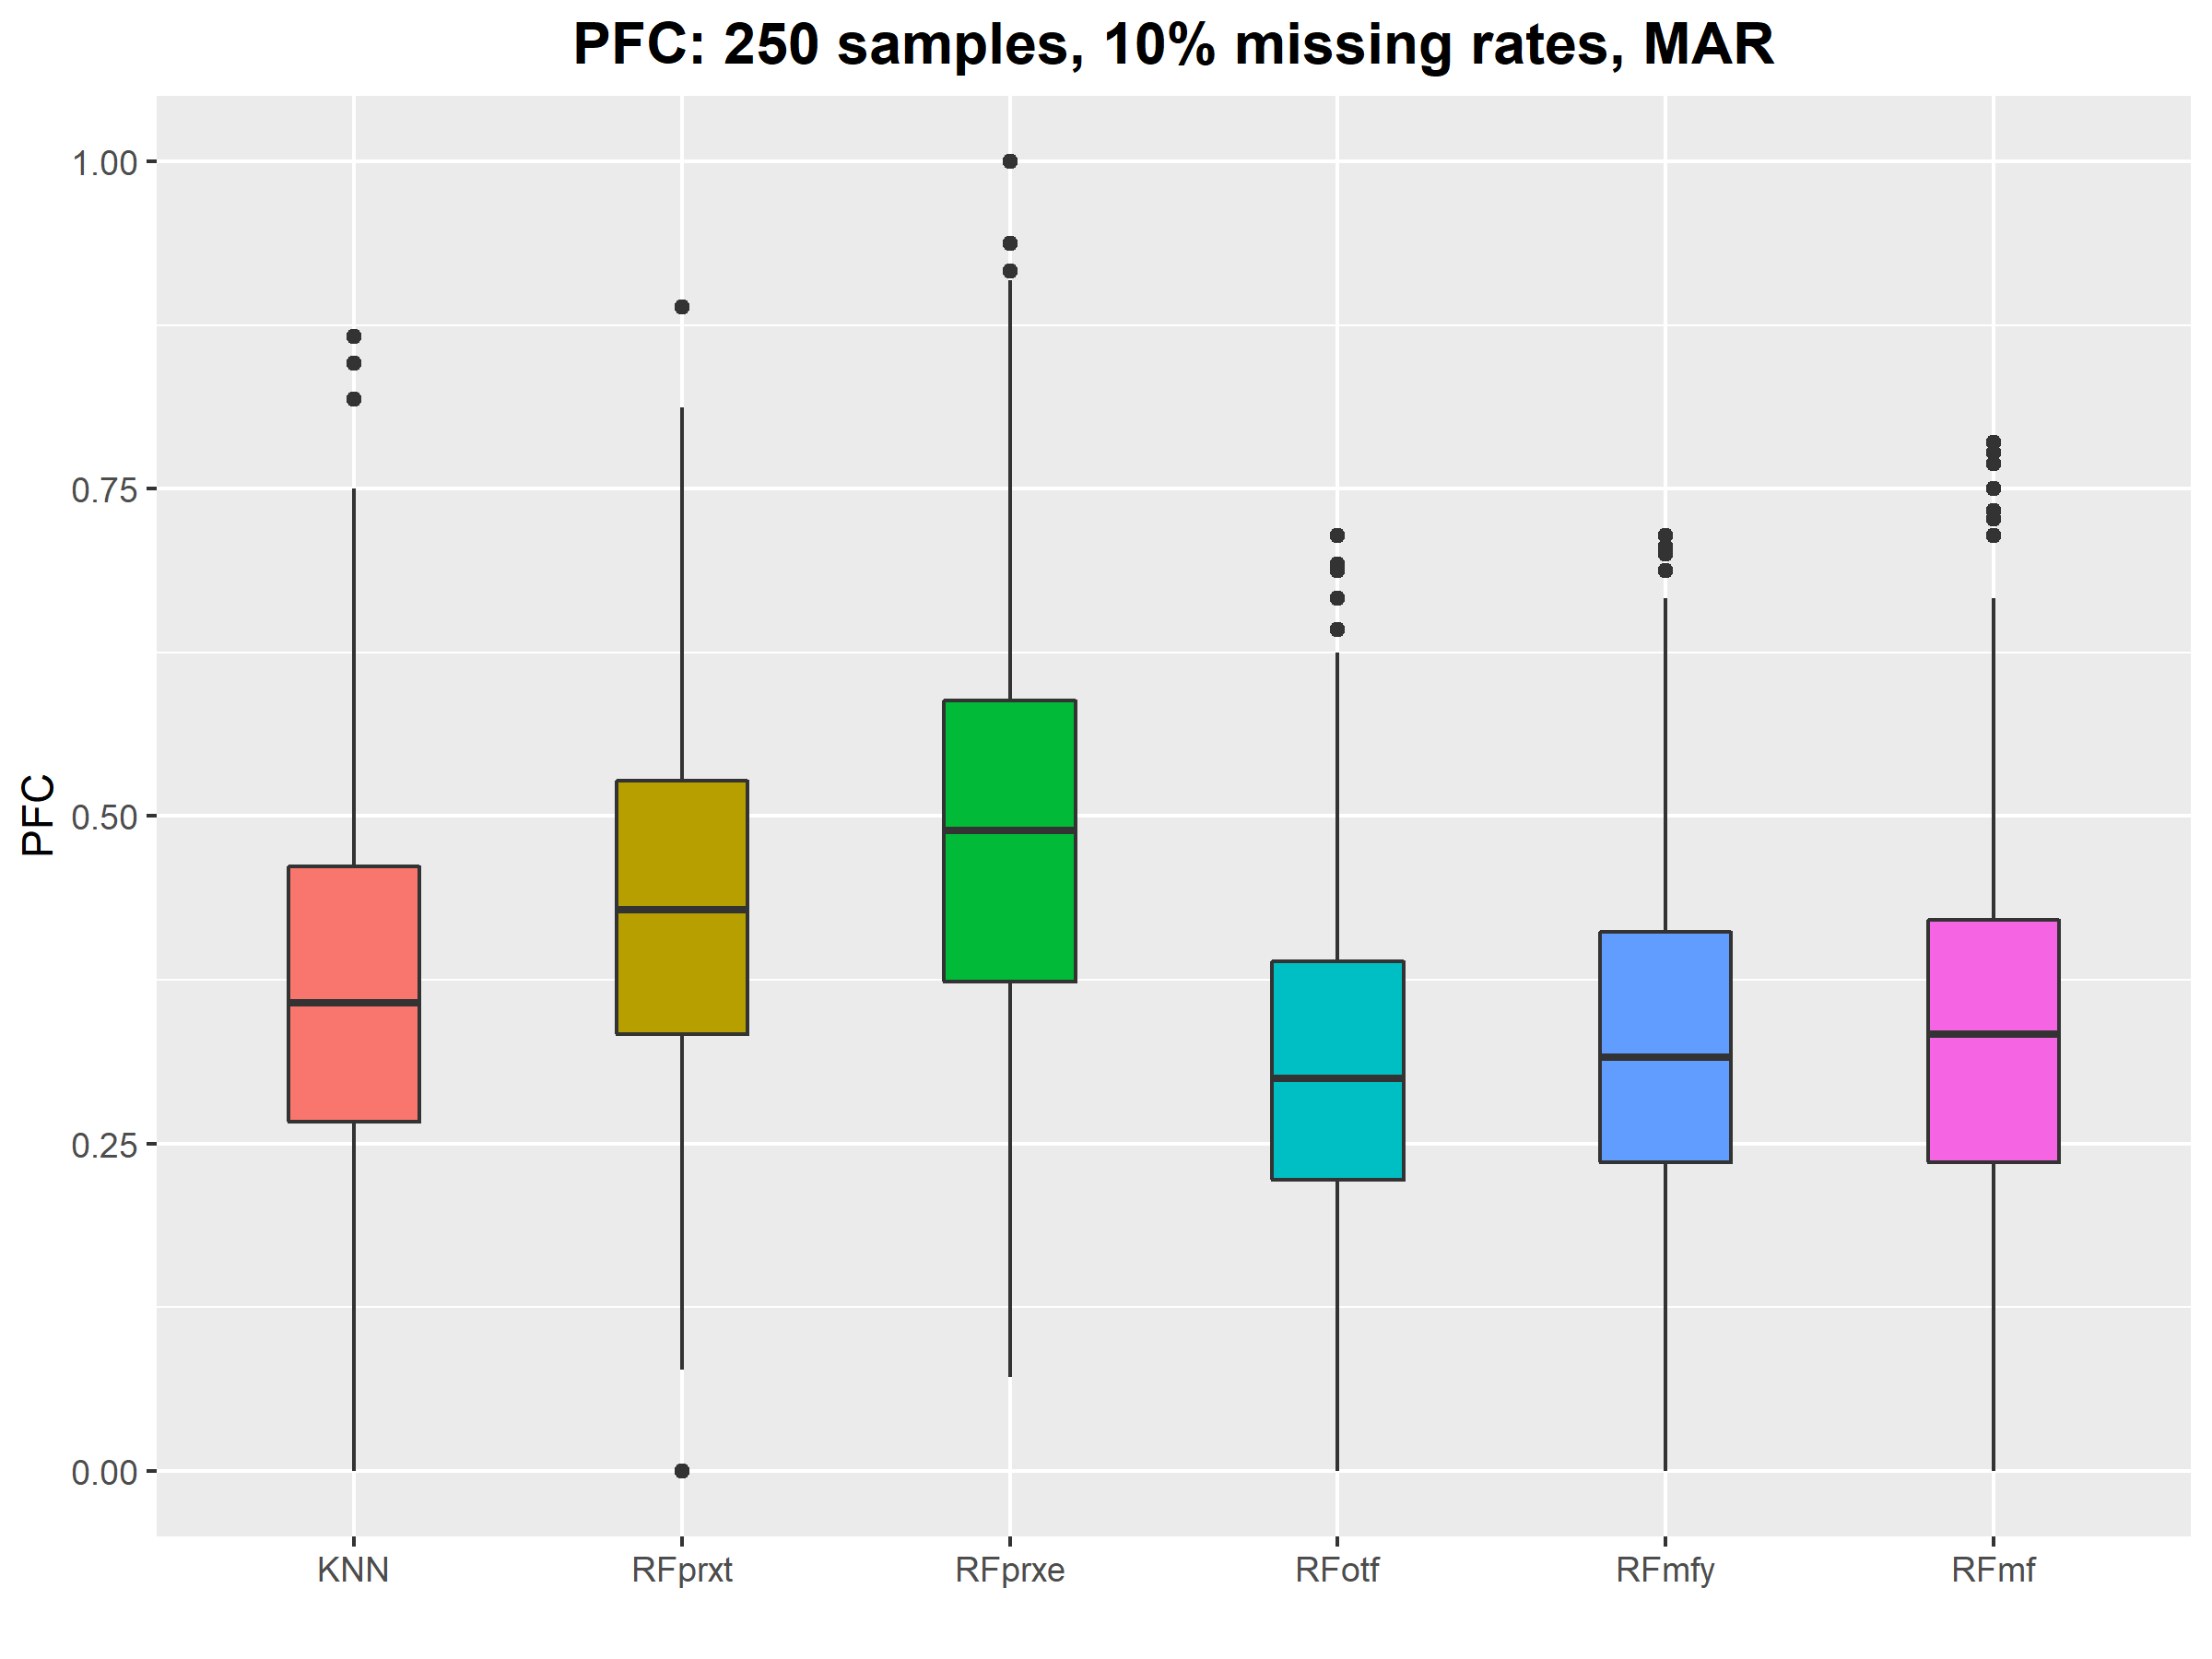 PFC: 250 samples, 10% missing rates, MAR
PFC
1.00
0.75
0.50
0.25
0.00
KNN
RFprxt
RFprxe
RFotf
RFmfy
RFmf